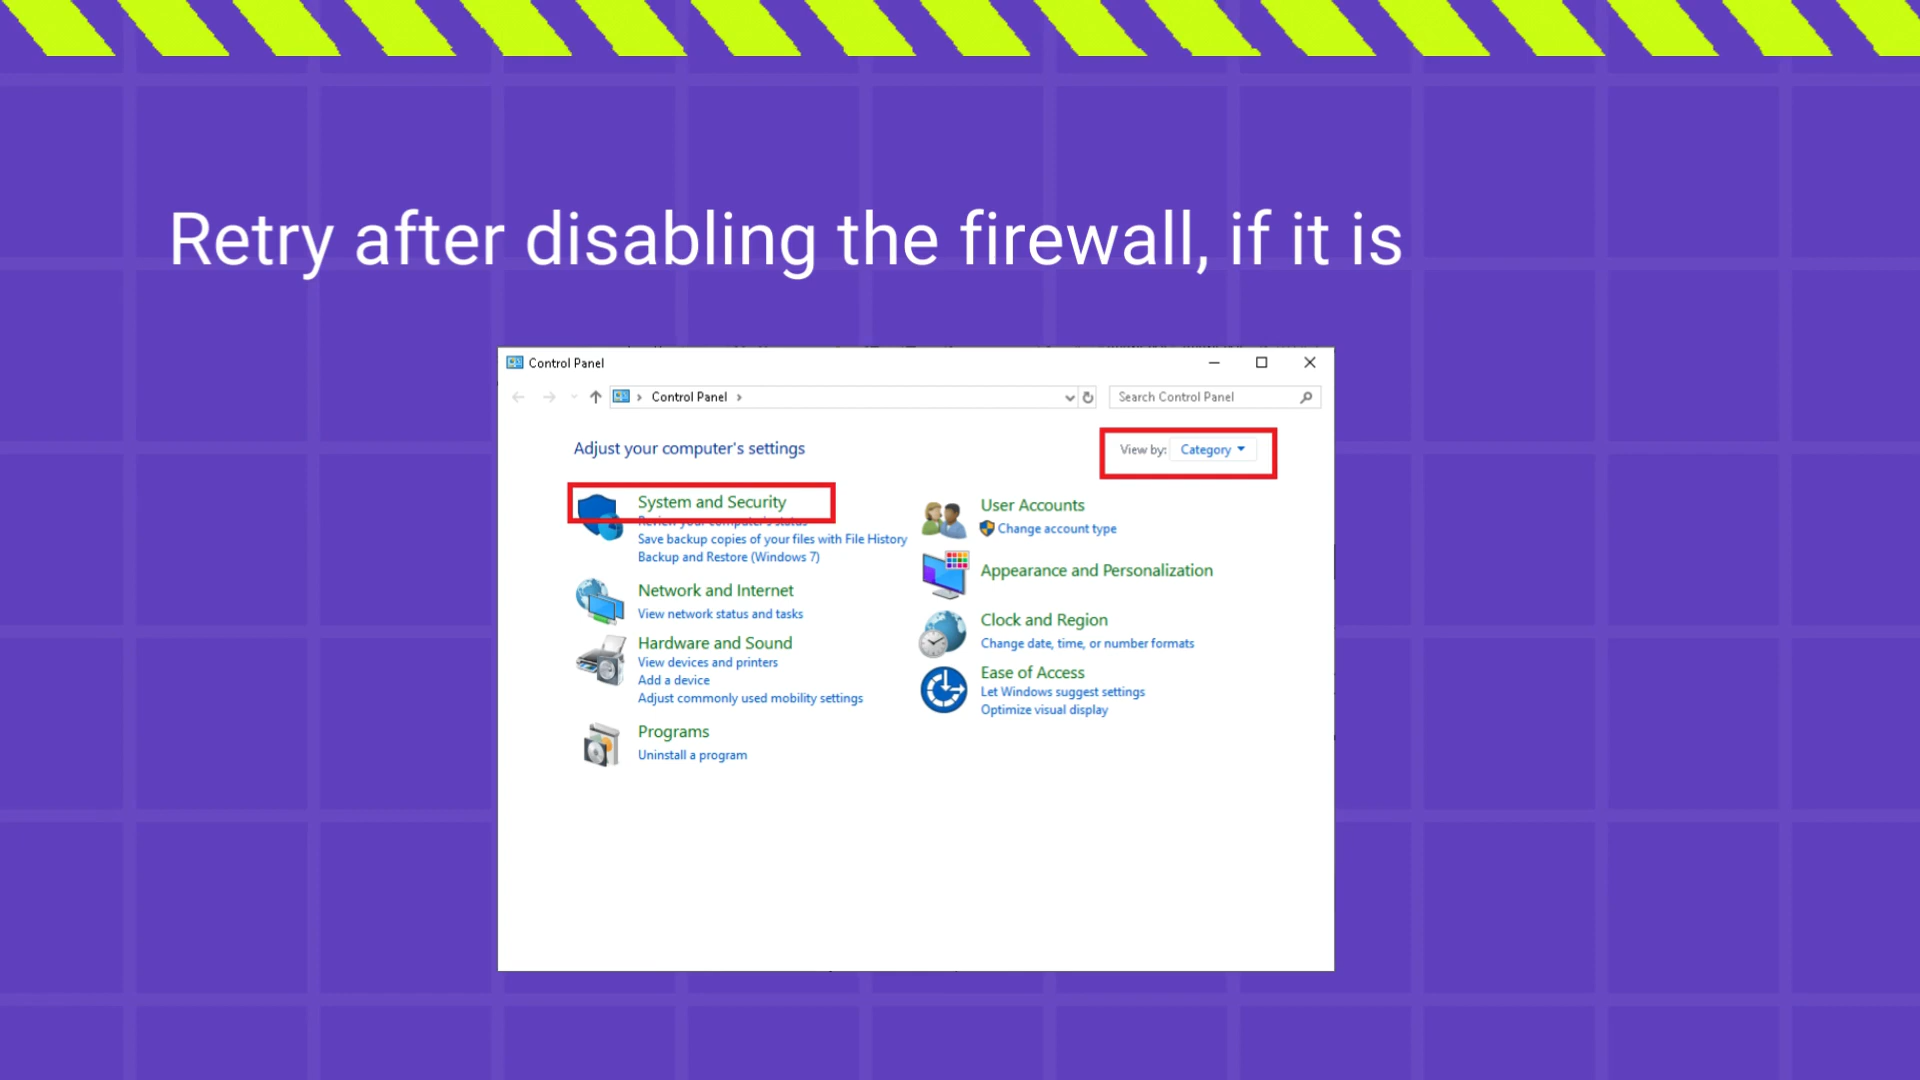 Retry after disabling the firewall, if it is
Control Panel
Control Panel
Search Control Panel
Adjust your computer's settings
View by: Category
System and Security
Review your computer's status
Save backup copies of your files with File History
Backup and Restore (Windows 7)
Network and Internet
View network status and tasks
Hardware and Sound
View devices and printers
Add a device
Adjust commonly used mobility settings
Programs
Uninstall a program
User Accounts
Change account type
Appearance and Personalization
Clock and Region
Change date, time, or number formats
Ease of Access
Let Windows suggest settings
Optimize visual display